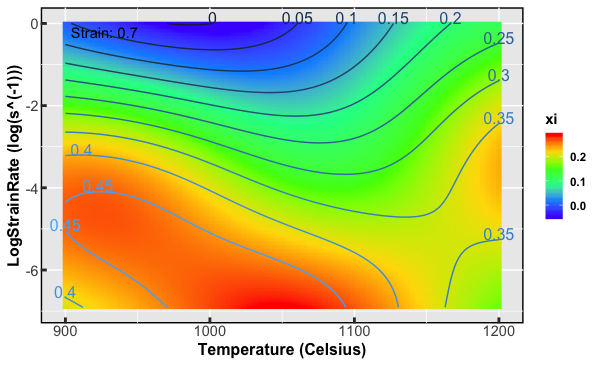 0 0.05 0.1 0.15 0.2
0
Strain: 0.7
0.25
0.3
0.35
-2
0.4
0.45
-4
0.45
0.35
-6
0.4
900 1000 1100 1200
Temperature (Celsius)
LogStrainRate (log(s^(-1)))
xi
0.2
0.1
0.0